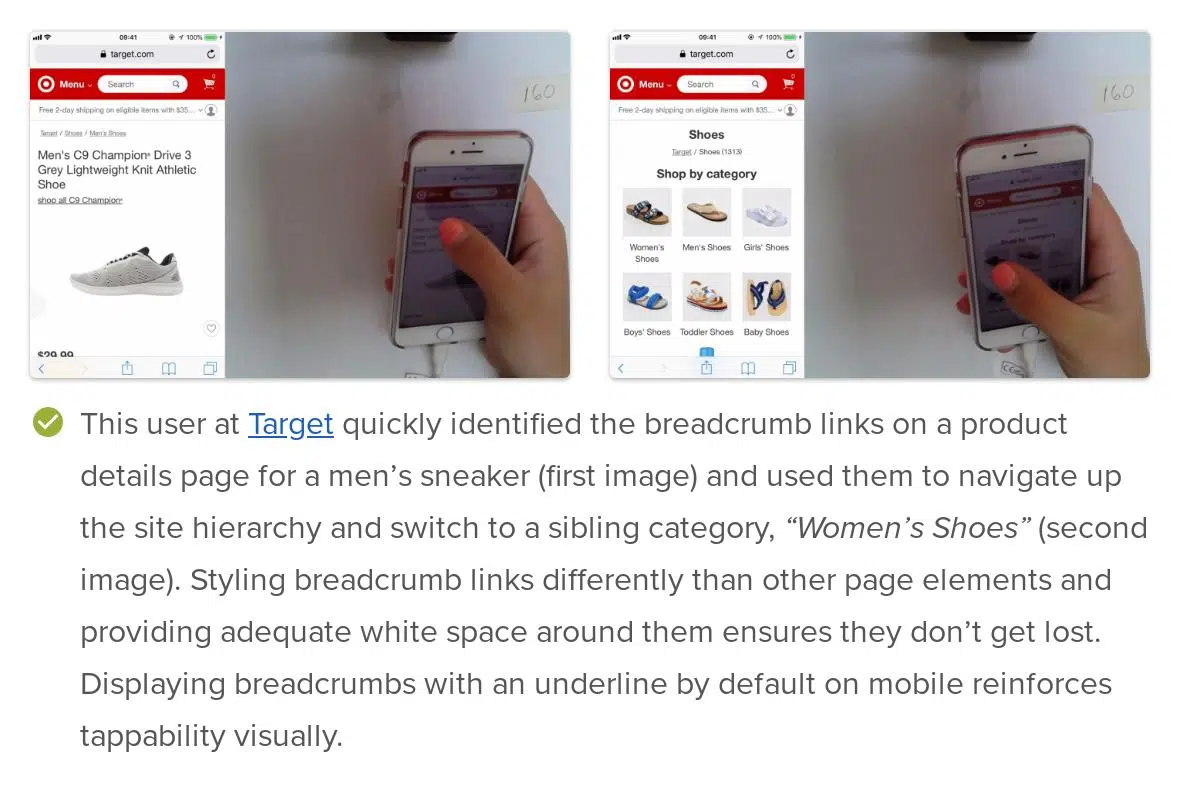 09:41 100%
target.com
Menu Search 0
Free 2-day shipping on eligible items with $35...
Target / Shoes / Men's Shoes
Men's C9 Champion® Drive 3
Grey Lightweight Knit Athletic
Shoe
shop all C9 Champion®
$29.99
160
09:41 100%
target.com
Menu Search 0
Free 2-day shipping on eligible items with $35...
Shoes
Target / Shoes (1313)
Shop by category
Women's Shoes
Men's Shoes
Girls' Shoes
Boys' Shoes
Toddler Shoes
Baby Shoes
160
This user at Target quickly identified the breadcrumb links on a product
details page for a men’s sneaker (first image) and used them to navigate up
the site hierarchy and switch to a sibling category, “Women’s Shoes” (second
image). Styling breadcrumb links differently than other page elements and
providing adequate white space around them ensures they don’t get lost.
Displaying breadcrumbs with an underline by default on mobile reinforces
tappability visually.